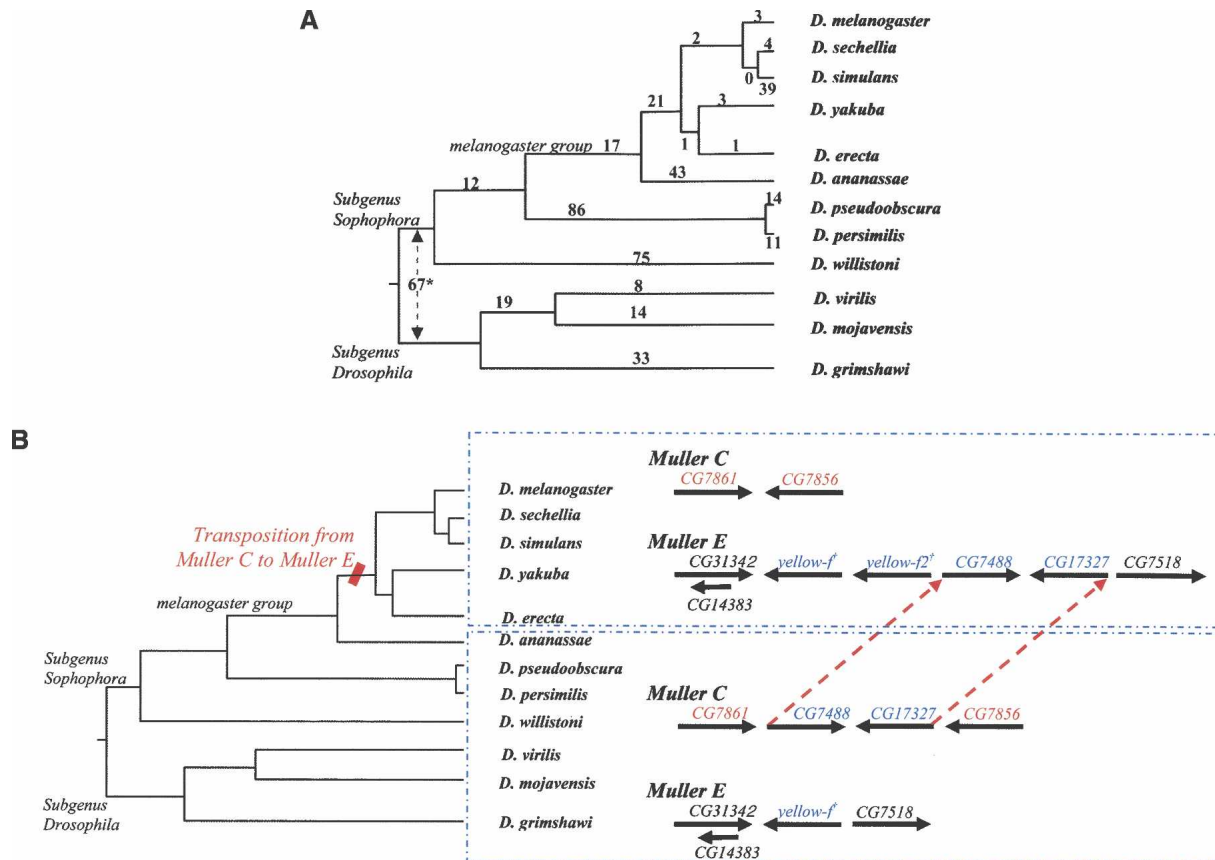 A
3
D. melanogaster
2
4
D. sechellia
0
D. simulans
39
21
3
D. yakuba
melanogaster group
17
1
1
D. erecta
43
D. ananassae
12
Subgenus
Sophophora
86
14
D. pseudoobscura
11
D. persimilis
75
D. willistoni
67*
8
D. virilis
19
14
D. mojavensis
Subgenus
Drosophila
33
D. grimshawi
B
Muller C
CG7861
CG7856
D. melanogaster
D. sechellia
D. simulans
Transposition from
Muller C to Muller E
Muller E
CG31342
yellow-f†
yellow-f2†
CG7488
CG17327
CG7518
CG14383
D. yakuba
melanogaster group
D. erecta
D. ananassae
Subgenus
Sophophora
D. pseudoobscura
D. persimilis
Muller C
CG7861
CG7488
CG17327
CG7856
D. willistoni
D. virilis
D. mojavensis
Muller E
CG31342
yellow-f†
CG7518
CG14383
Subgenus
Drosophila
D. grimshawi